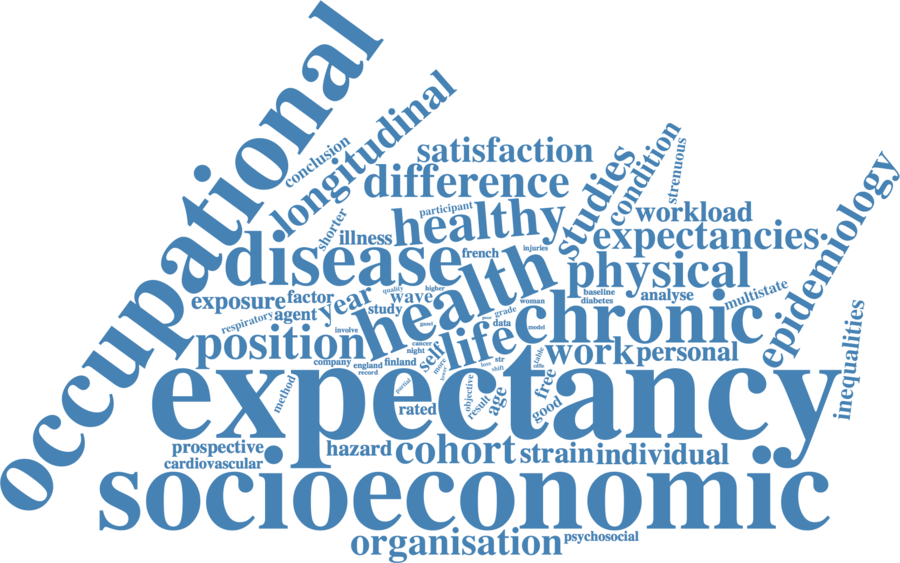 occupational
longitudinal
conclusion
satisfaction
difference
studies
condition
strenuous
epidemiology
participant
healthy
workload
shorter
illness
expectancies
disease
french
injuries
health
physical
quality
higher
baseline
diabetes
analyse
multistate
exposure
factor
year
wave
woman
agent
study
grade
chronic
respiratory
involve
data
model
inequalities
position
life
work
personal
cancer
night
self
company
england
finland
record
more
lower
str
shift
loss
table
free
partial
expectancy
method
rated
objective
result
age
good
prospective
hazard
cohort
strain
individual
cardiovascular
socioeconomic
organisation
psychosocial